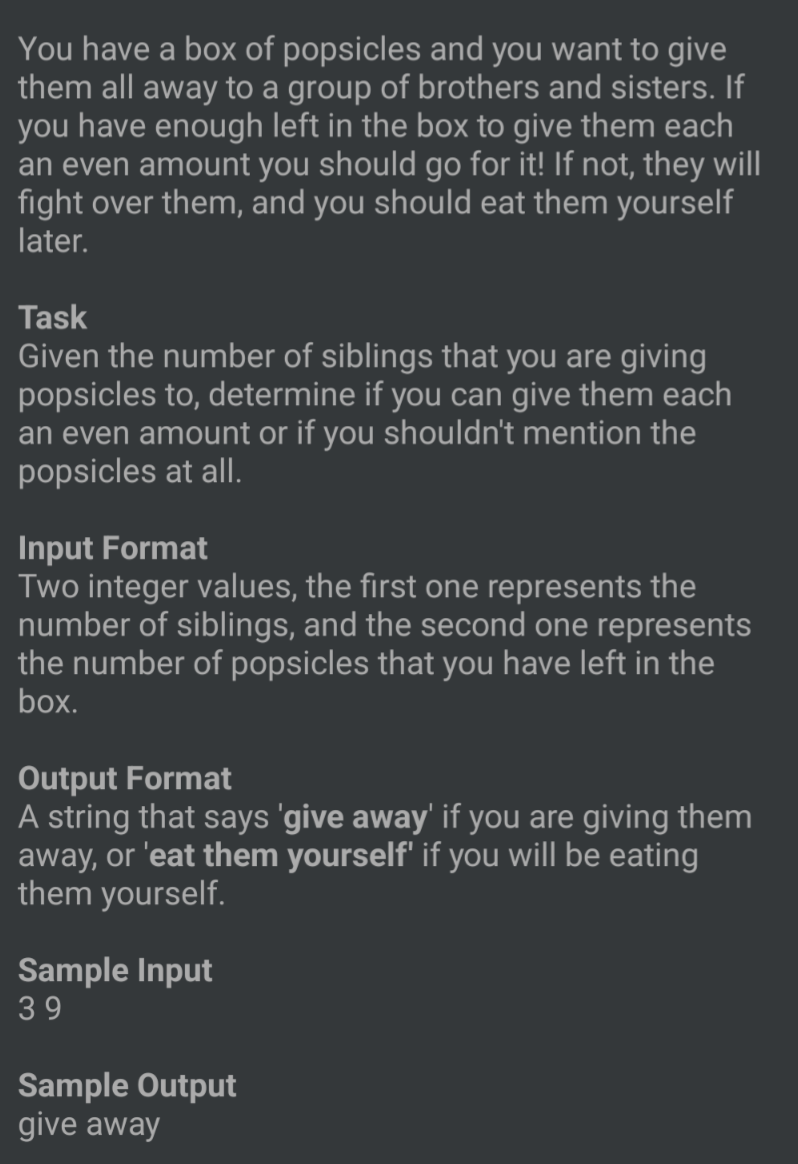 You have a box of popsicles and you want to give
them all away to a group of brothers and sisters. If
you have enough left in the box to give them each
an even amount you should go for it! If not, they will
fight over them, and you should eat them yourself
later.
Task
Given the number of siblings that you are giving
popsicles to, determine if you can give them each
an even amount or if you shouldn't mention the
popsicles at all.
Input Format
Two integer values, the first one represents the
number of siblings, and the second one represents
the number of popsicles that you have left in the
box.
Output Format
A string that says 'give away' if you are giving them
away, or 'eat them yourself' if you will be eating
them yourself.
Sample Input
3 9
Sample Output
give away